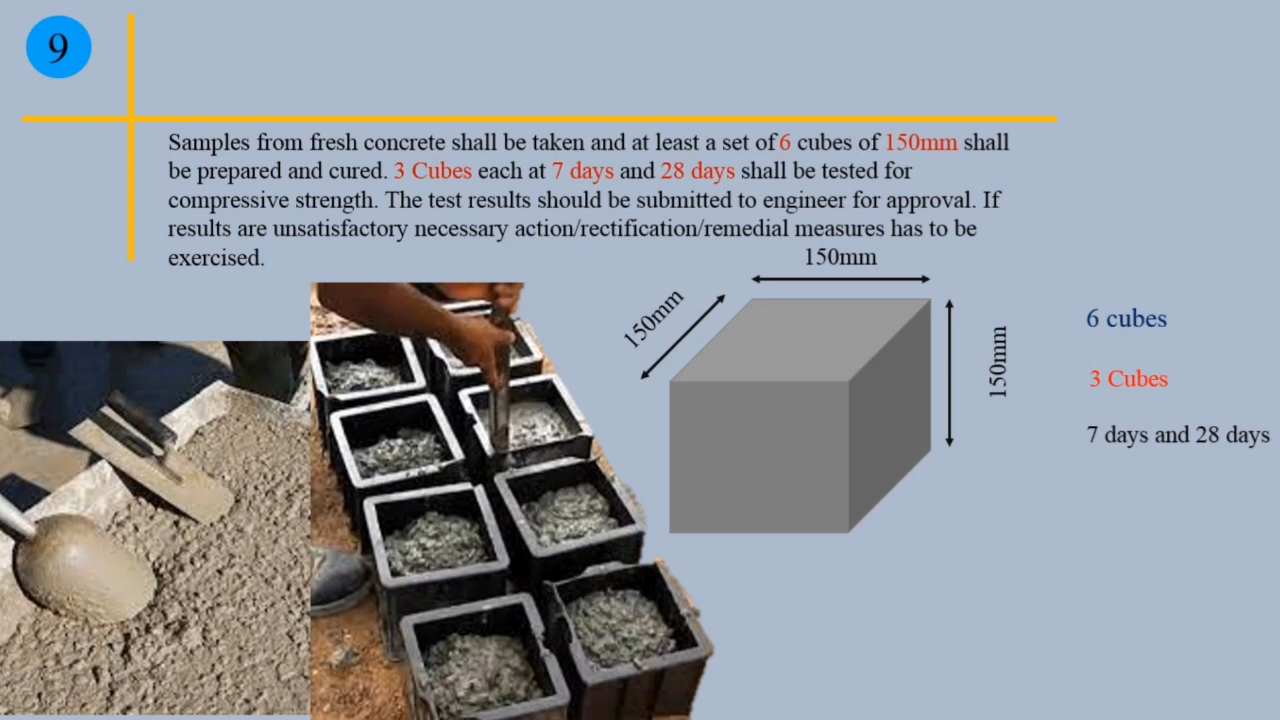 9
Samples from fresh concrete shall be taken and at least a set of 6 cubes of 150mm shall
be prepared and cured. 3 Cubes each at 7 days and 28 days shall be tested for
compressive strength. The test results should be submitted to engineer for approval. If
results are unsatisfactory necessary action/rectification/remedial measures has to be
exercised.
150mm
150mm
150mm
6 cubes
3 Cubes
7 days and 28 days